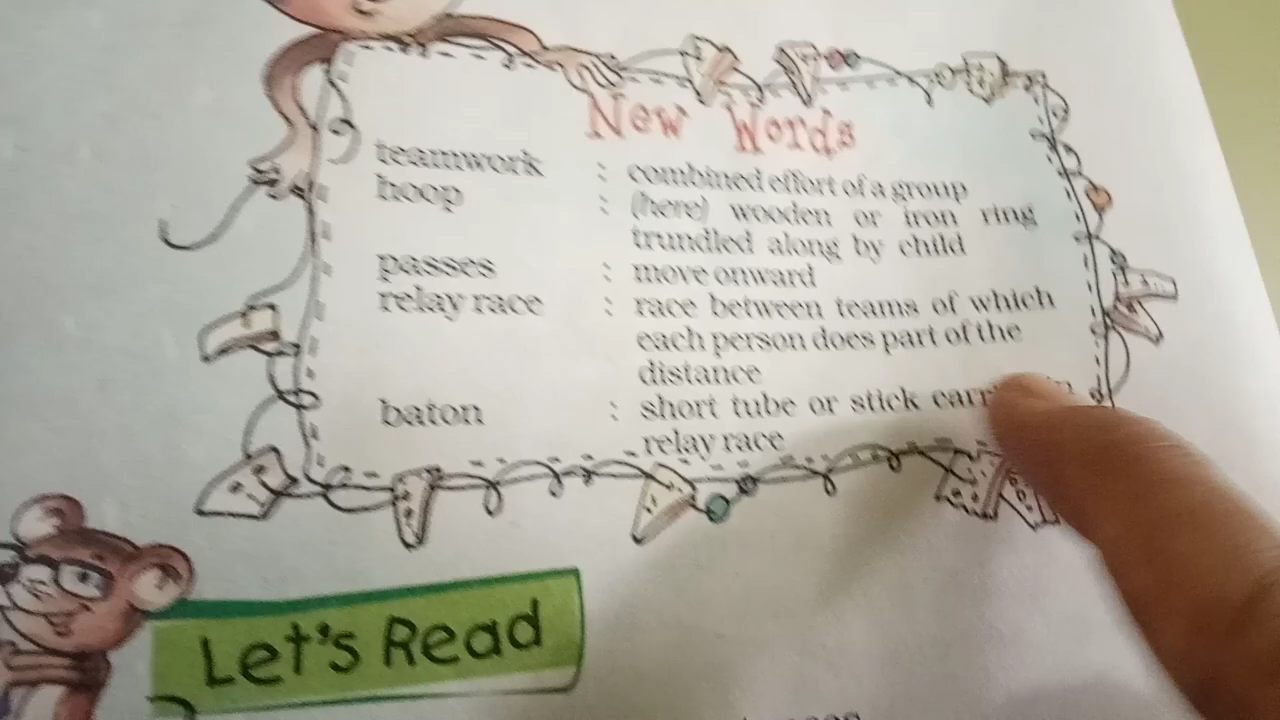 New Words
teamwork : combined effort of a group
hoop : (here) wooden or iron ring
trundled along by child
passes : move onward
relay race : race between teams of which
each person does part of the
distance
baton : short tube or stick
relay race
Let's Read